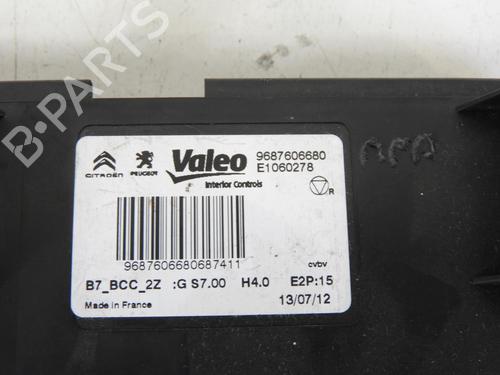 B-PARTS
CITROËN PEUGEOT Valeo 9687606680
E1060278
Interior Controls
R
9687606680687411
cvbv
B7_BCC_2Z :G S7.00 H4.0 E2P:15
Made in France 13/07/12